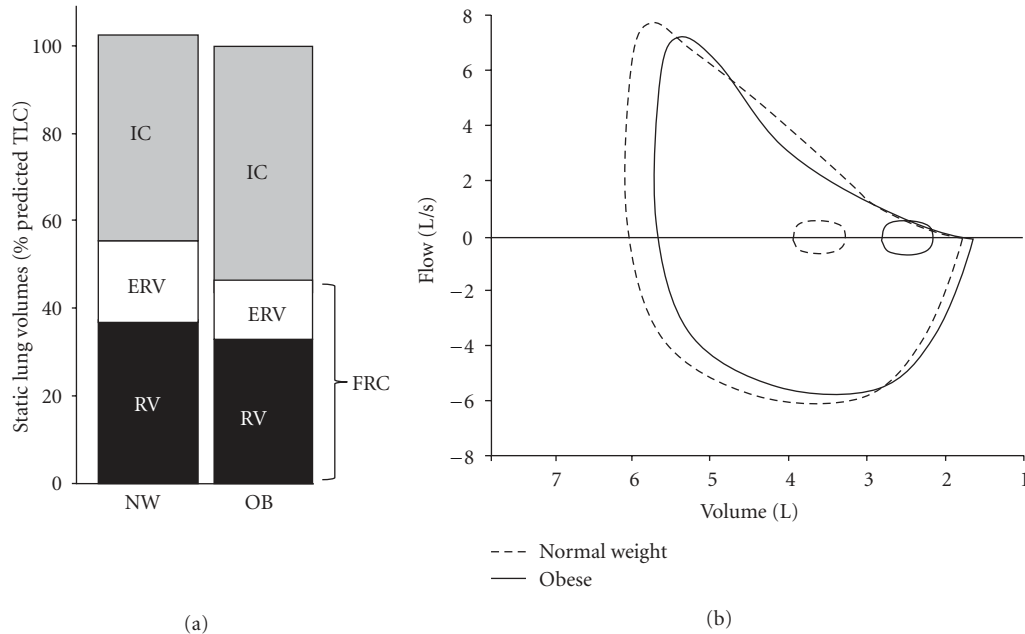 Static lung volumes (% predicted TLC)
100
80
60
40
20
0
IC
ERV
RV
IC
ERV
RV
FRC
NW
OB
(a)
Flow (L/s)
8
6
4
2
0
−2
−4
−6
−8
7
6
5
4
3
2
1
Volume (L)
Normal weight
Obese
(b)